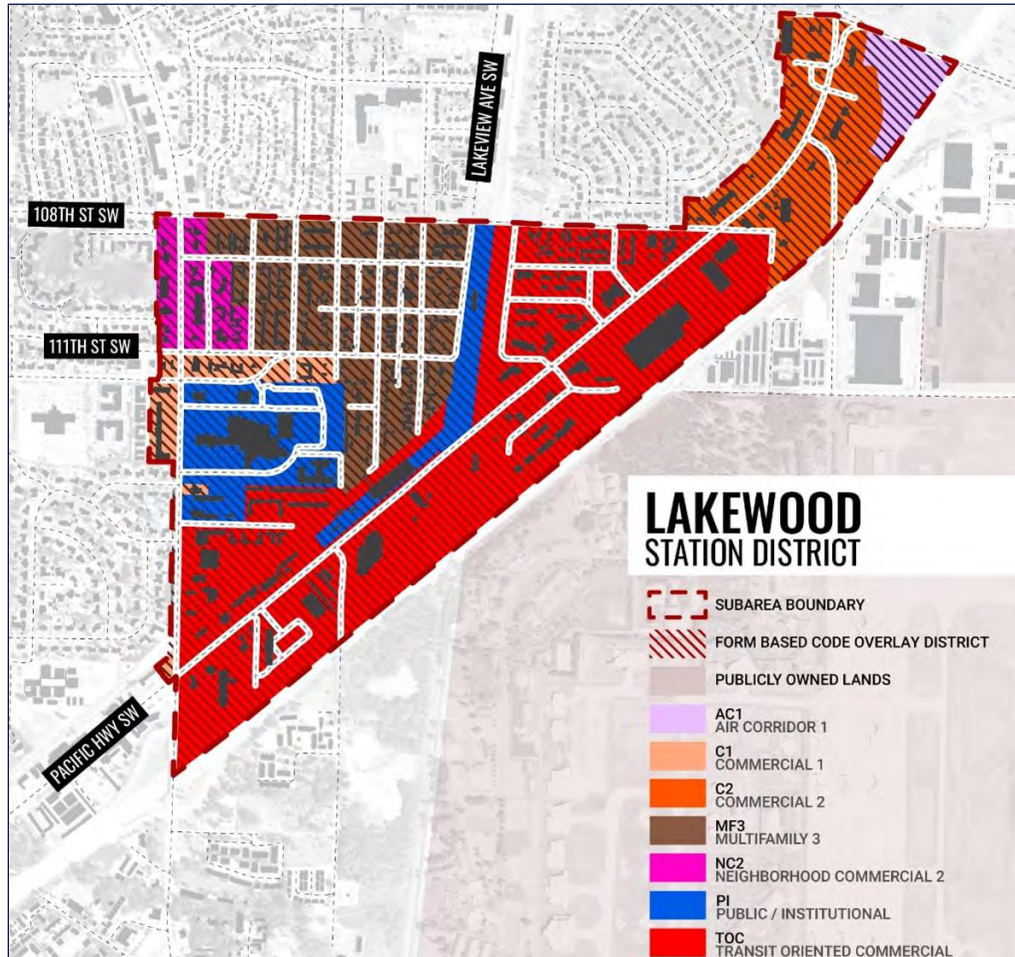 LAKEVIEW AVE SW
108TH ST SW
111TH ST SW
PACIFIC HWY SW
LAKEWOOD
STATION DISTRICT
SUBAREA BOUNDARY
FORM BASED CODE OVERLAY DISTRICT
PUBLICLY OWNED LANDS
AC1
AIR CORRIDOR 1
C1
COMMERCIAL 1
C2
COMMERCIAL 2
MF3
MULTIFAMILY 3
NC2
NEIGHBORHOOD COMMERCIAL 2
PI
PUBLIC / INSTITUTIONAL
TOC
TRANSIT ORIENTED COMMERCIAL